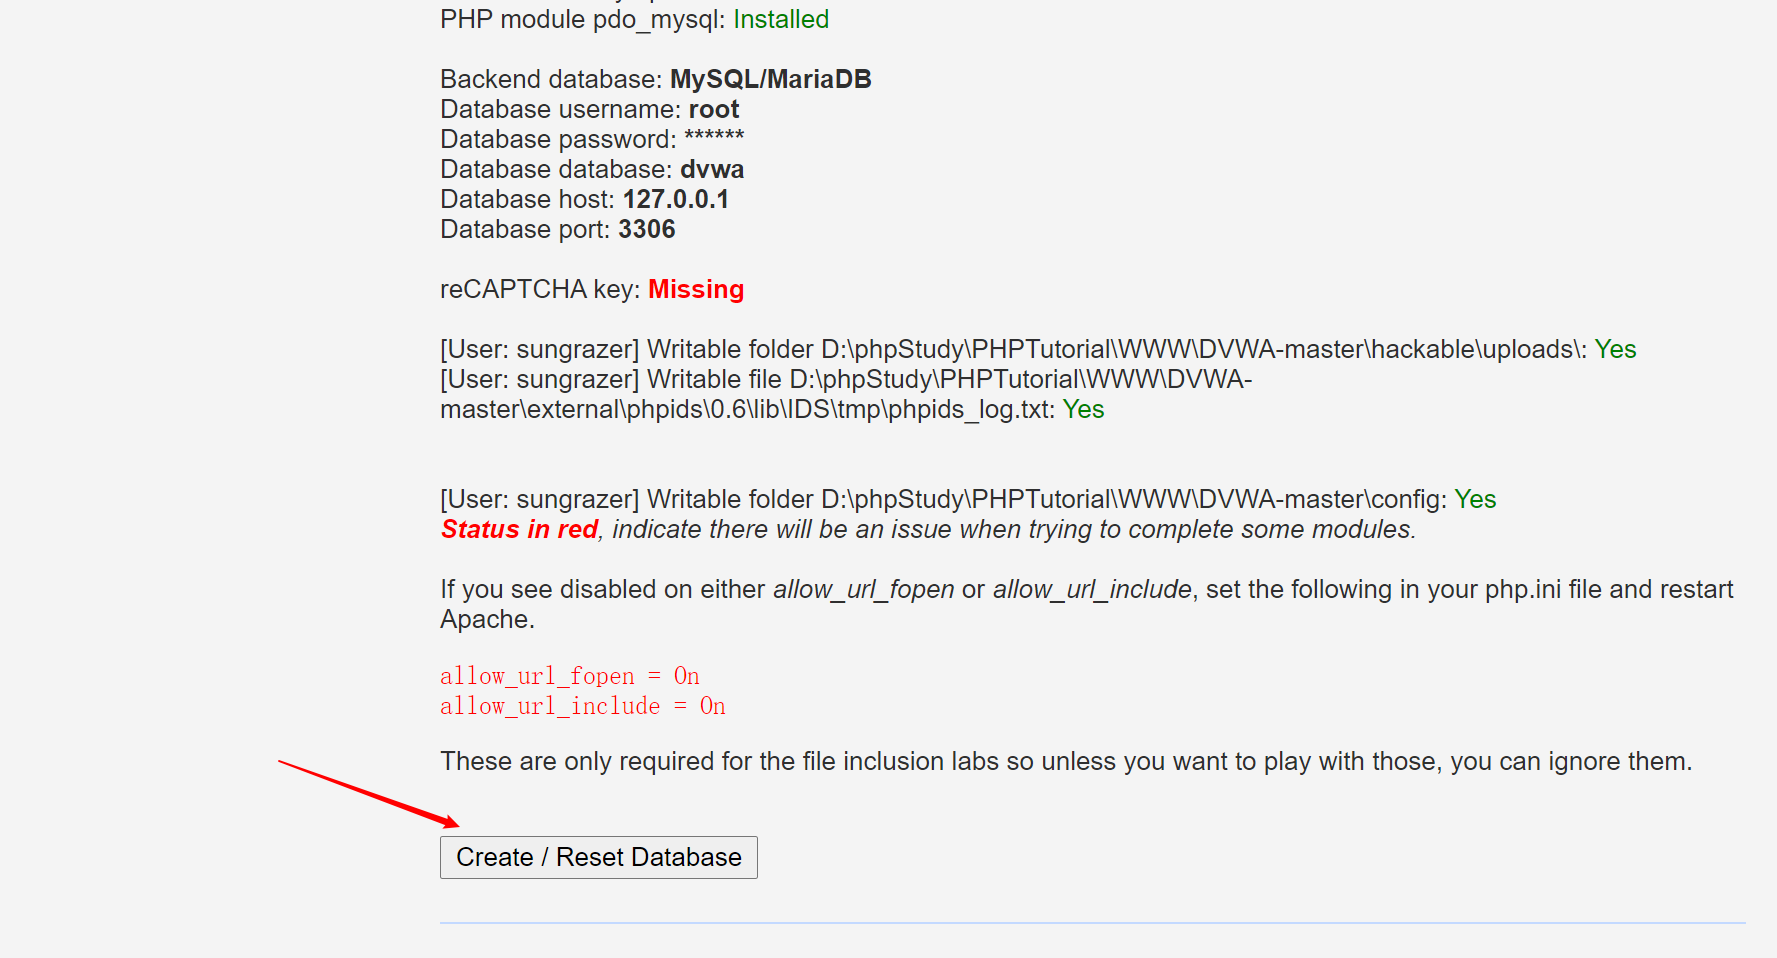 PHP module pdo_mysql: Installed
Backend database: MySQL/MariaDB
Database username: root
Database password: ******
Database database: dvwa
Database host: 127.0.0.1
Database port: 3306
reCAPTCHA key: Missing
[User: sungrazer] Writable folder D:\phpStudy\PHPTutorial\WWW\DVWA-master\hackable\uploads\: Yes
[User: sungrazer] Writable file D:\phpStudy\PHPTutorial\WWW\DVWA-
master\external\phpids\0.6\lib\IDS\tmp\phpids_log.txt: Yes
[User: sungrazer] Writable folder D:\phpStudy\PHPTutorial\WWW\DVWA-master\config: Yes
Status in red, indicate there will be an issue when trying to complete some modules.
If you see disabled on either allow_url_fopen or allow_url_include, set the following in your php.ini file and restart
Apache.
allow_url_fopen = On
allow_url_include = On
These are only required for the file inclusion labs so unless you want to play with those, you can ignore them.
Create / Reset Database